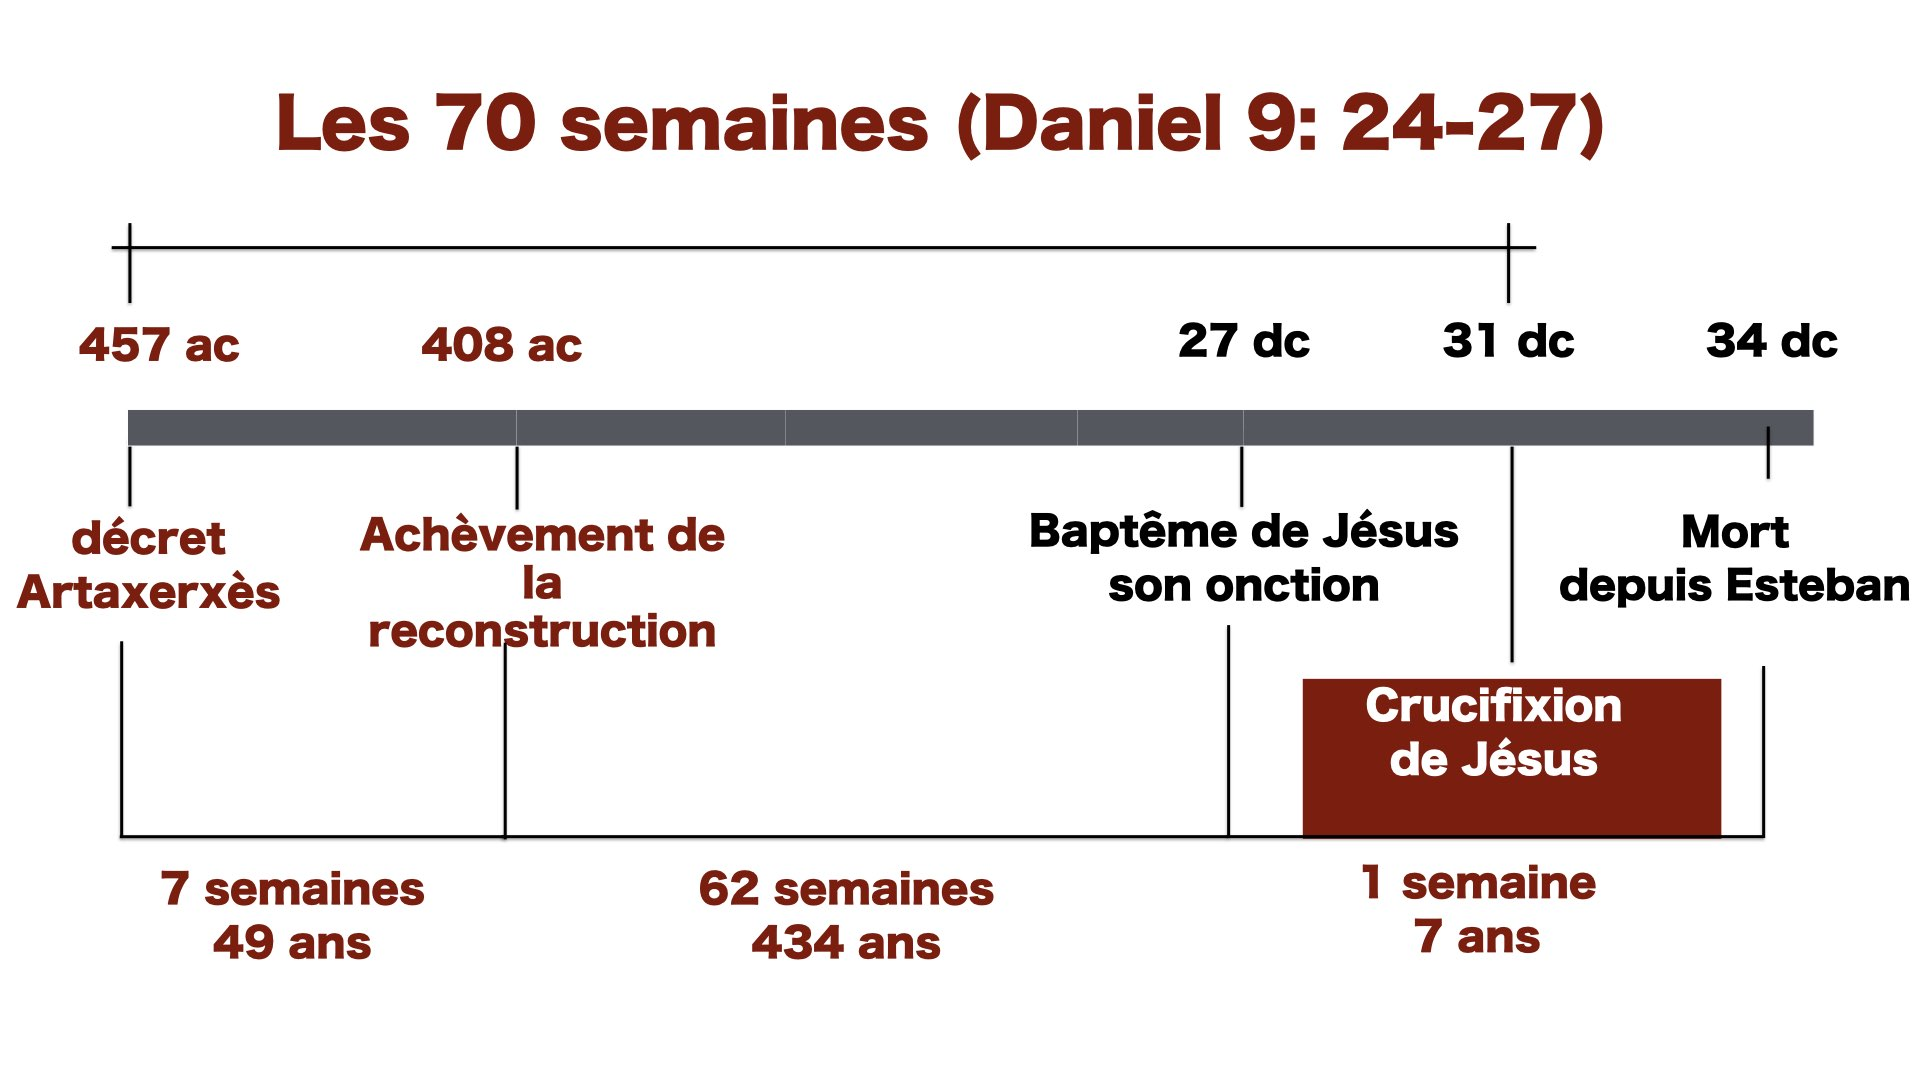 Les 70 semaines (Daniel 9: 24-27)
457 ac
408 ac
27 dc
31 dc
34 dc
décret
Artaxerxès
Achèvement de
la
reconstruction
Baptême de Jésus
son onction
Mort
depuis Esteban
Crucifixion
de Jésus
7 semaines
49 ans
62 semaines
434 ans
1 semaine
7 ans